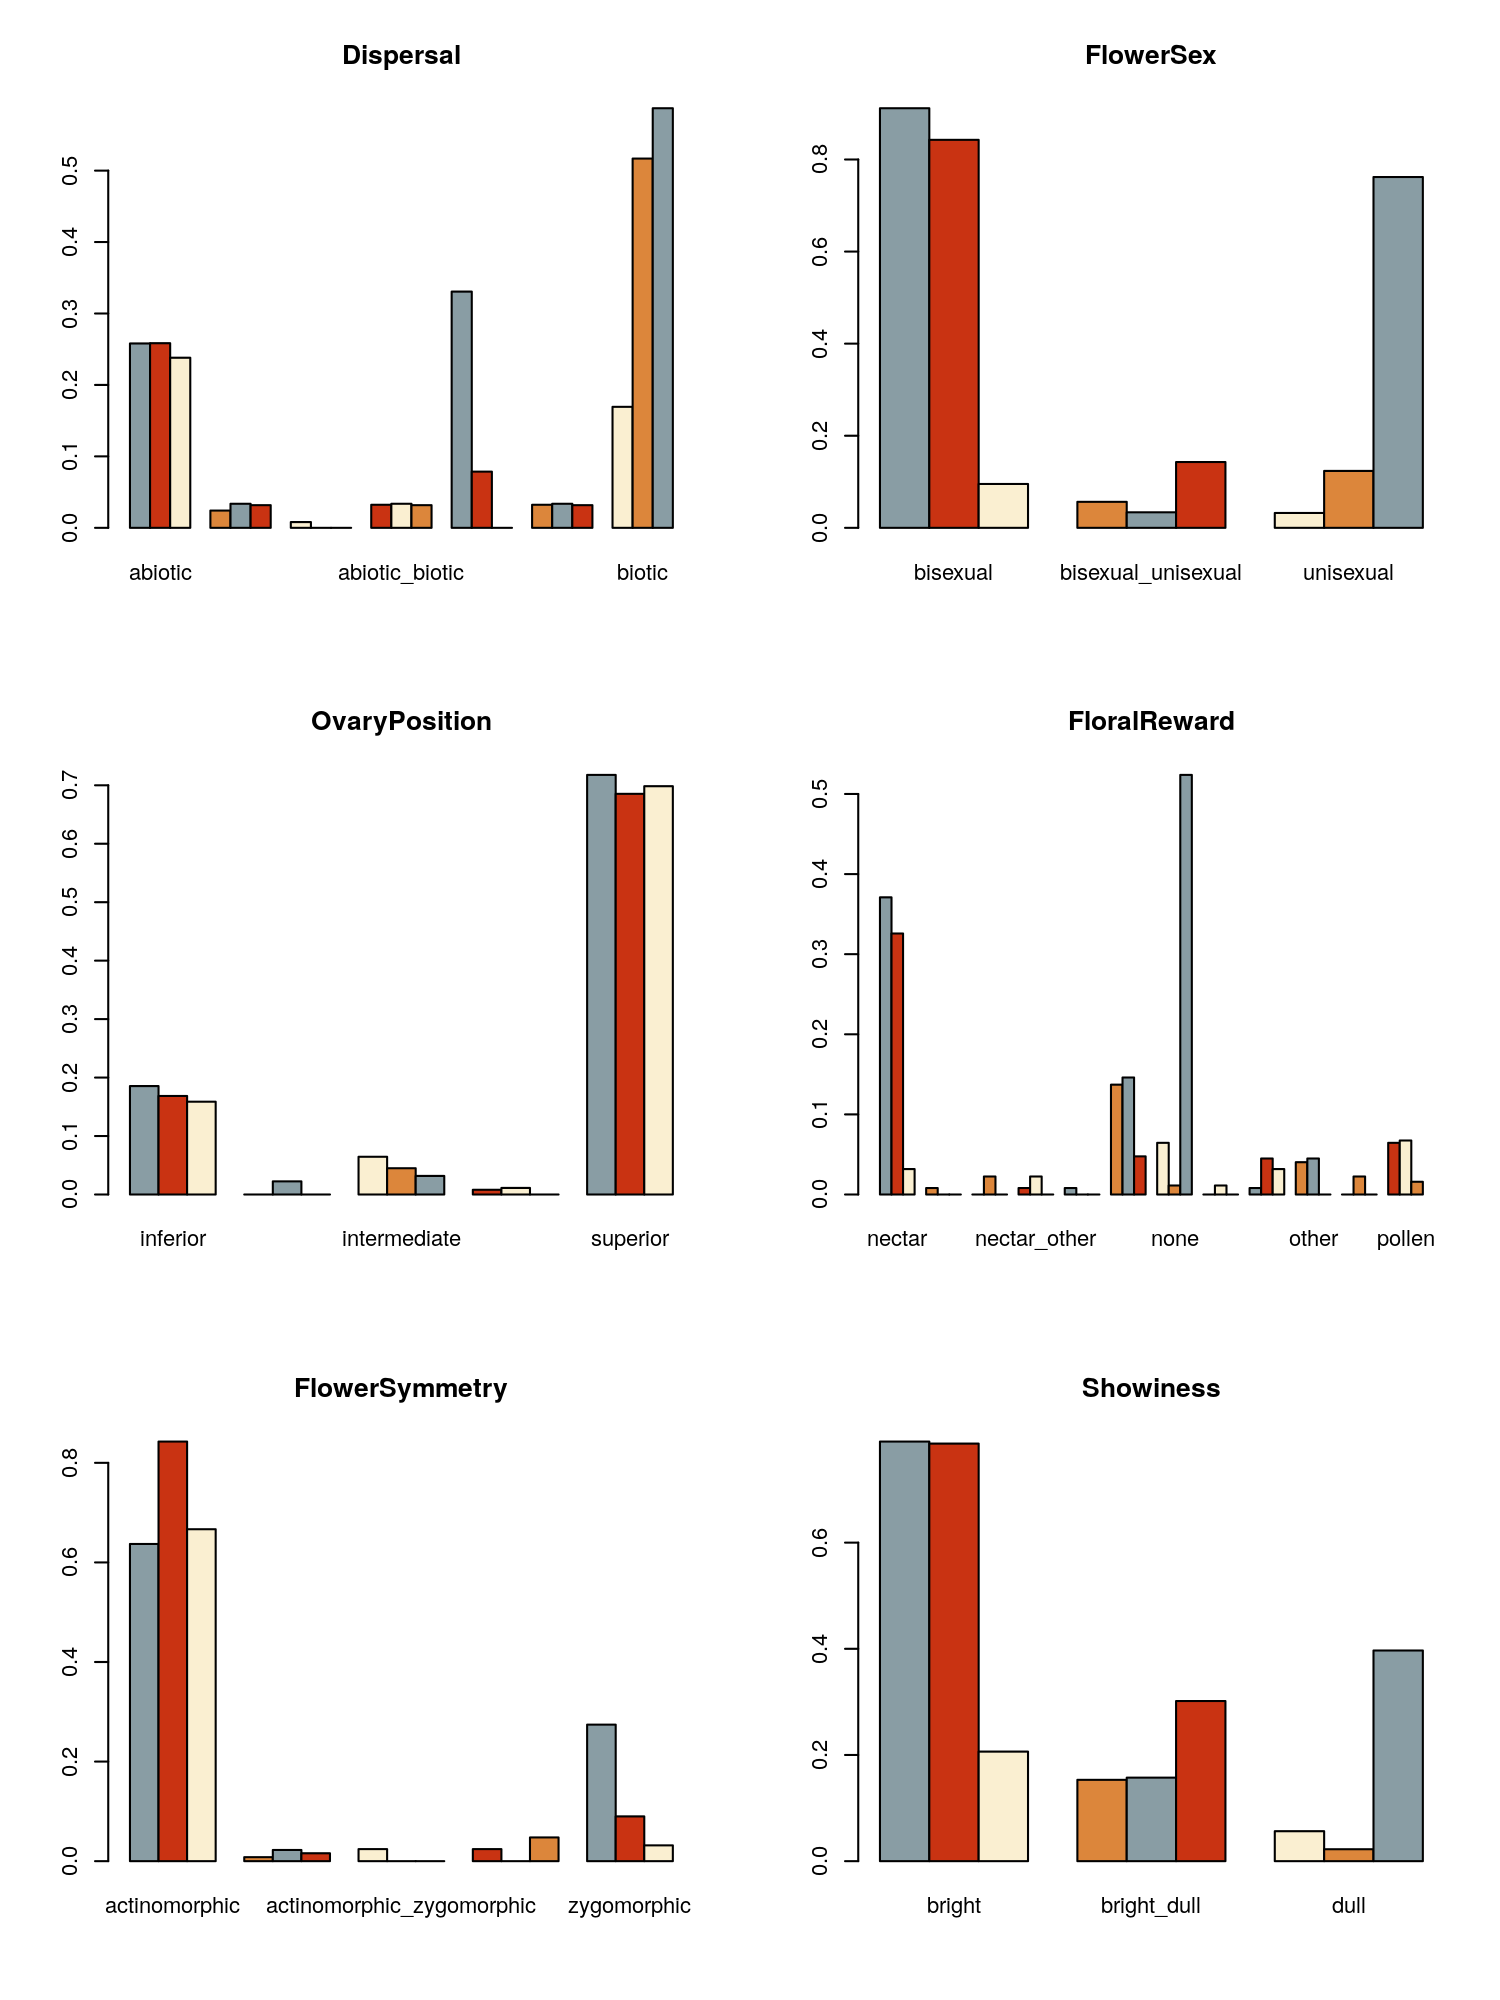 Dispersal
0.0 0.1 0.2 0.3 0.4 0.5
abiotic abiotic_biotic biotic
FlowerSex
0.0 0.2 0.4 0.6 0.8
bisexual bisexual_unisexual unisexual
OvaryPosition
0.0 0.1 0.2 0.3 0.4 0.5 0.6 0.7
inferior intermediate superior
FloralReward
0.0 0.1 0.2 0.3 0.4 0.5
nectar nectar_other none other pollen
FlowerSymmetry
0.0 0.2 0.4 0.6 0.8
actinomorphic actinomorphic_zygomorphic zygomorphic
Showiness
0.0 0.2 0.4 0.6
bright bright_dull dull